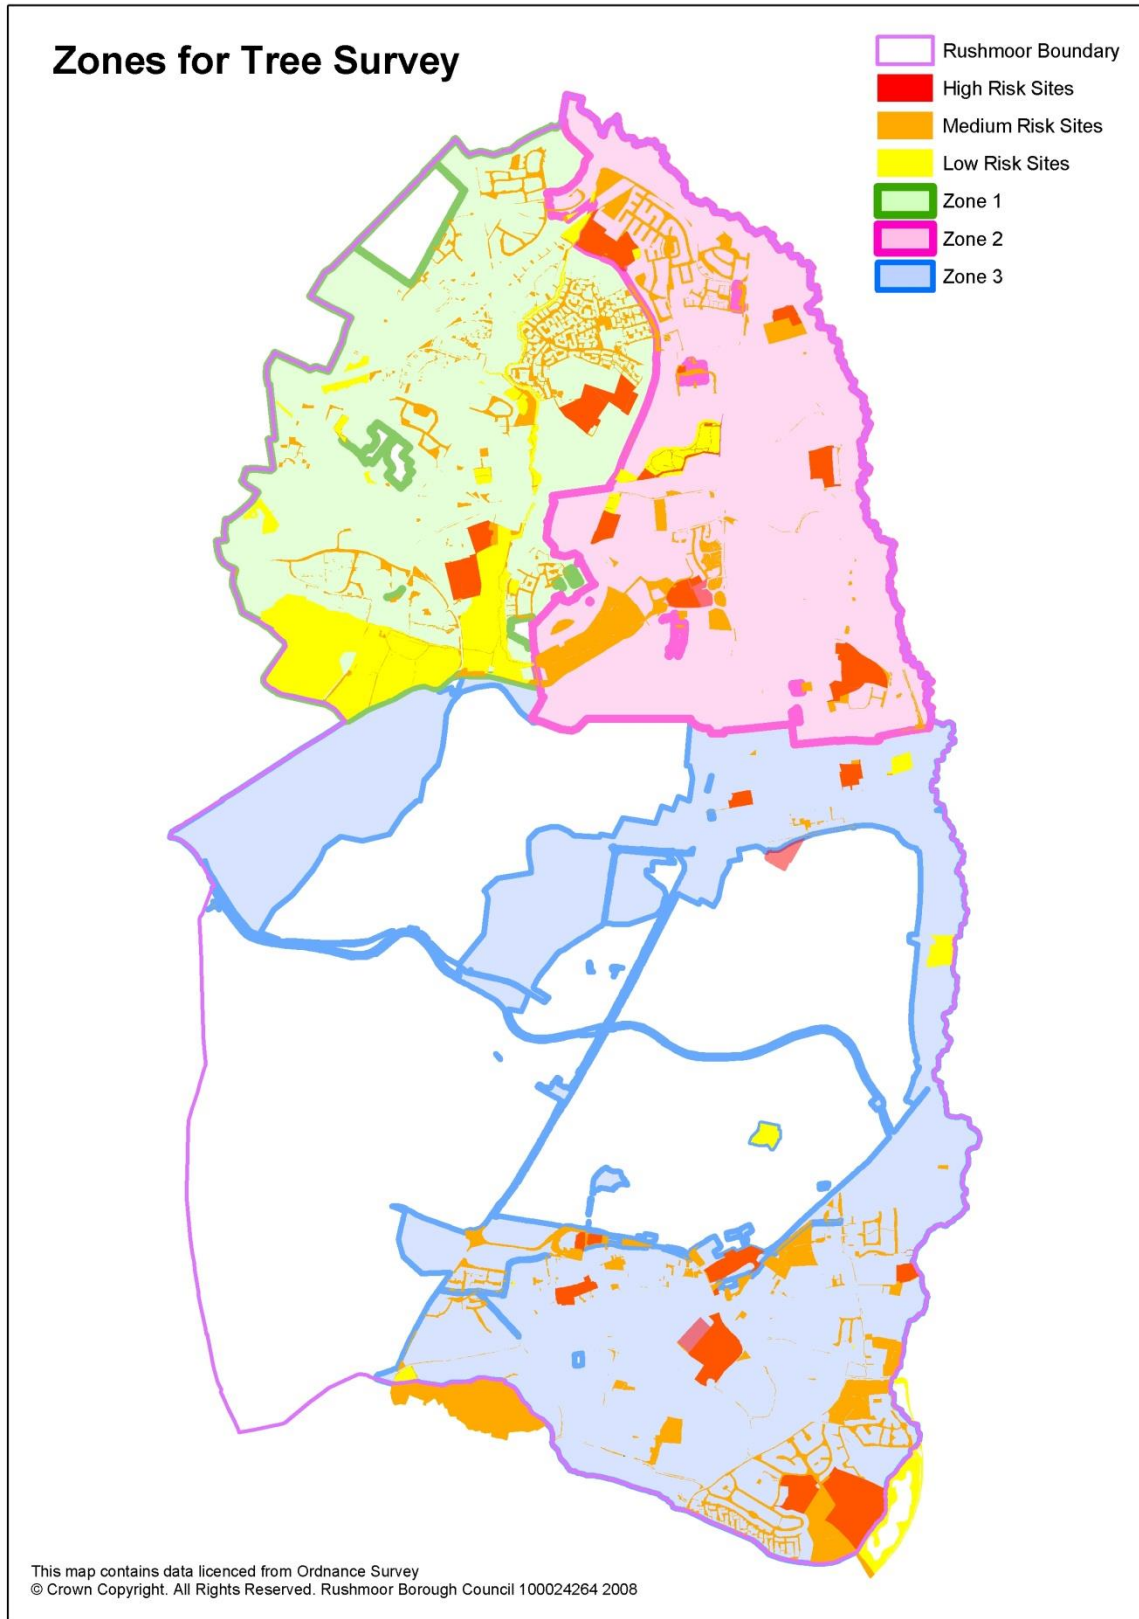 Zones for Tree Survey
Rushmoor Boundary
High Risk Sites
Medium Risk Sites
Low Risk Sites
Zone 1
Zone 2
Zone 3
This map contains data licenced from Ordnance Survey
© Crown Copyright. All Rights Reserved. Rushmoor Borough Council 100024264 2008